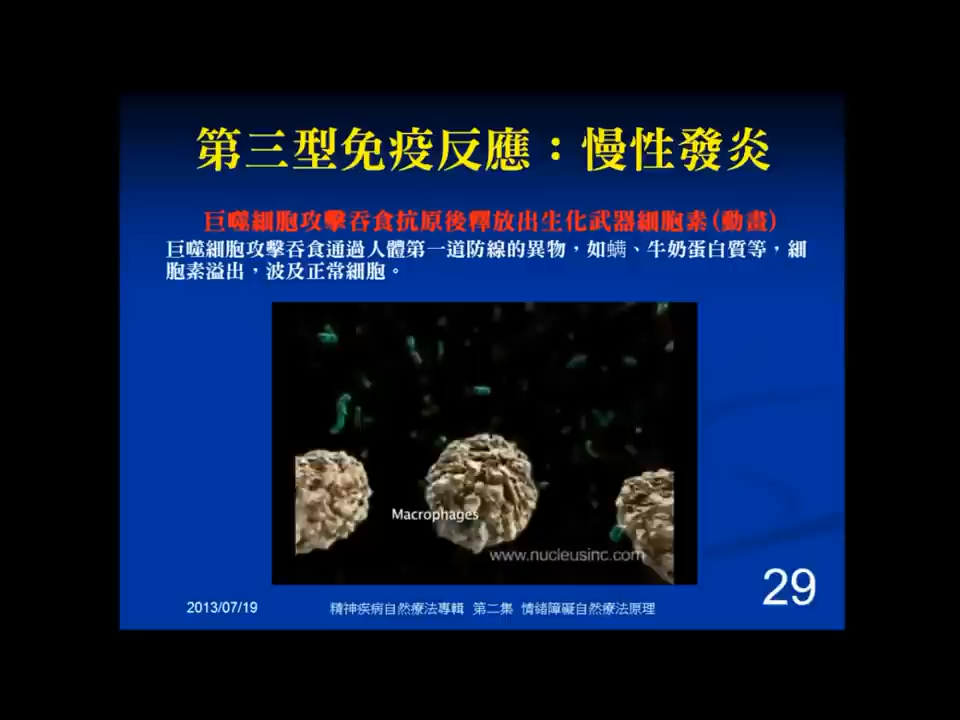 第三型免疫反應：慢性發炎
巨噬細胞攻擊吞食抗原後釋放出生化武器細胞素(動畫)
巨噬細胞攻擊吞食通過人體第一道防線的異物，如螨、牛奶蛋白質等，細
胞素溢出，波及正常細胞。
Macrophages
www.nucleusinc.com
29
2013/07/19 精神疾病自然療法專輯 第二集 情绪障礙自然療法原理